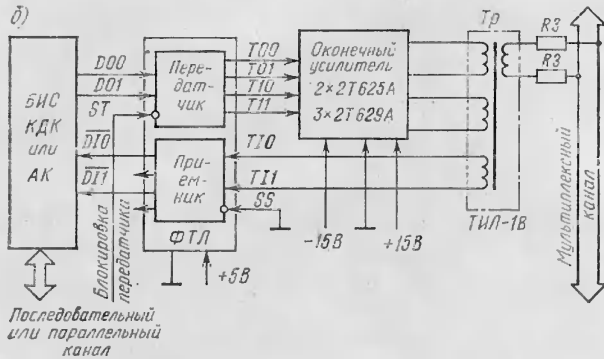 б)
БИС
КДК
или
АК
DO0
DO1
ST
D̅I̅0̅
D̅I̅1̅
Блокировка
передатчика
Пере-
дат-
чик
При-
ем-
ник
ФТЛ
+5В
TO0
TO1
T10
T11
TI0
TI1
SS
Оконечный
усилитель
2×2Т625А
3×2Т629А
-15В
+15В
Тр
ТИЛ-1В
R3
R3
Мультиплексный
канал
Последовательный
или параллельный
канал